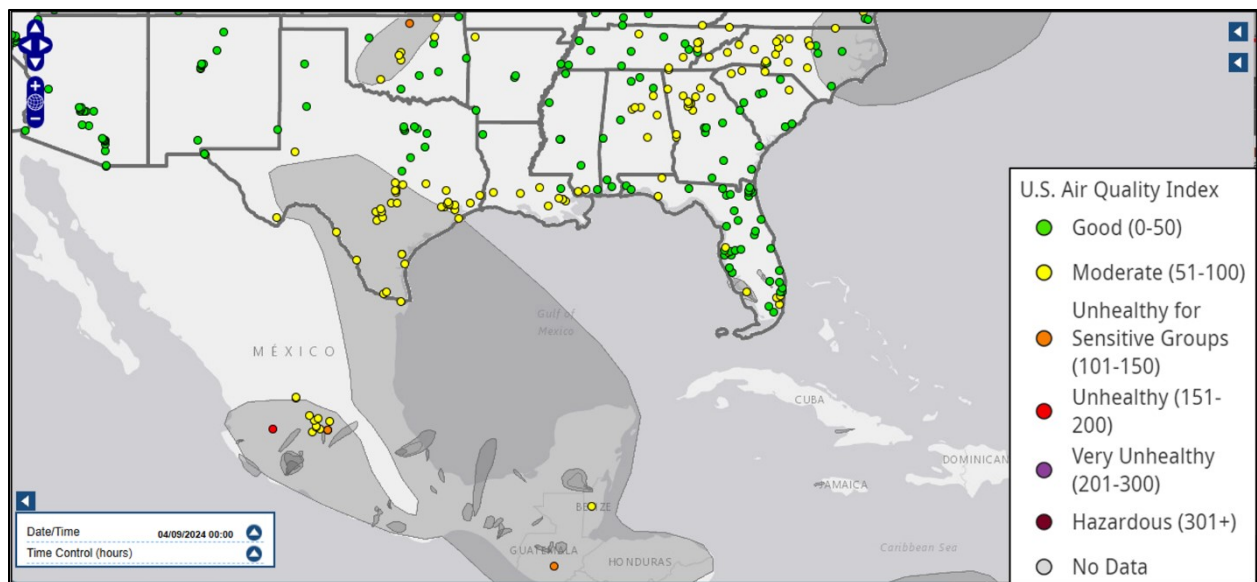 U.S. Air Quality Index
Good (0-50)
Moderate (51-100)
Unhealthy for
Sensitive Groups
(101-150)
Unhealthy (151-
200)
Very Unhealthy
(201-300)
Hazardous (301+)
No Data
Gulf of
Mexico
MÉXICO
CUBA
DOMINICAN
JAMAICA
BELIZE
GUATEMALA
HONDURAS
Caribbean Sea
Date/Time 04/09/2024 00:00
Time Control (hours)